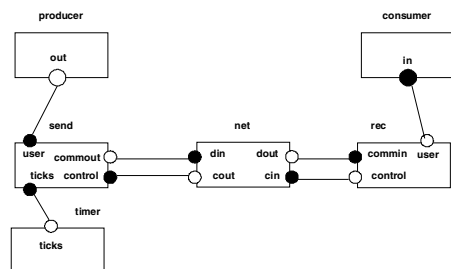 producer consumer
out in
send net rec
user commout din dout commin user
ticks control cout cin control
timer
ticks